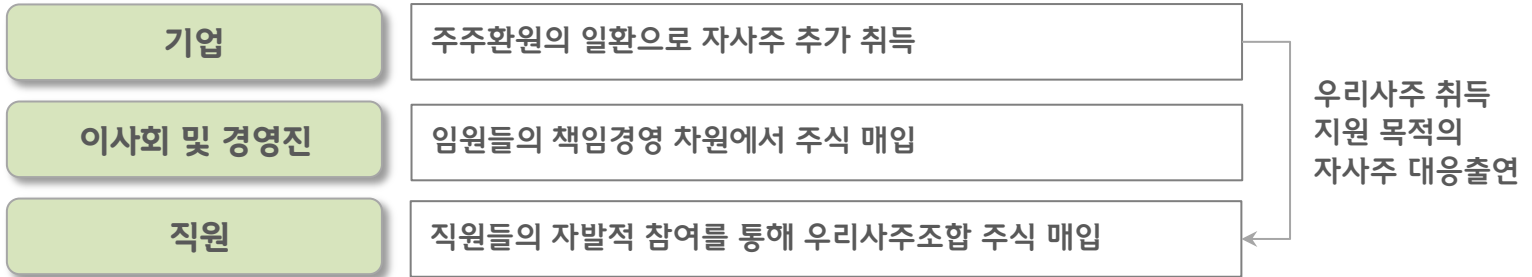 기업
주주환원의 일환으로 자사주 추가 취득
이사회 및 경영진
임원들의 책임경영 차원에서 주식 매입
직원
직원들의 자발적 참여를 통해 우리사주조합 주식 매입
우리사주 취득
지원 목적의
자사주 대응출연